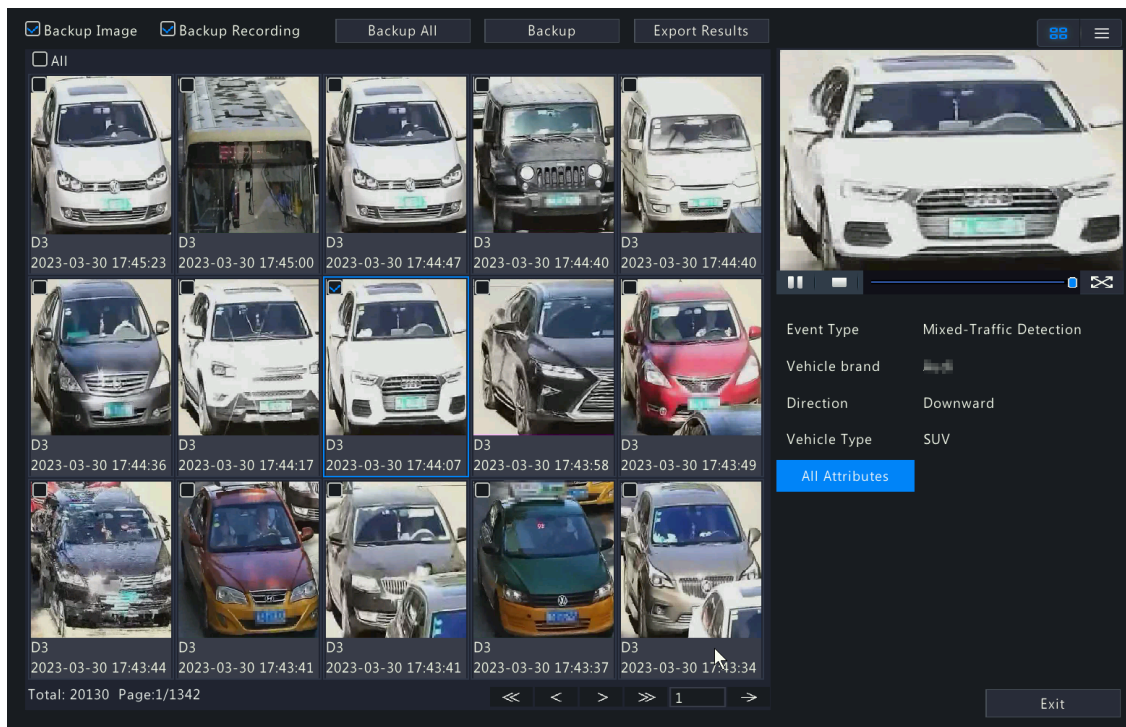 Backup Image Backup Recording Backup All Backup Export Results
All
D3 D3 D3 D3 D3
2023-03-30 17:45:23 2023-03-30 17:45:00 2023-03-30 17:44:47 2023-03-30 17:44:40 2023-03-30 17:44:40
D3 D3 D3 D3 D3
2023-03-30 17:44:36 2023-03-30 17:44:17 2023-03-30 17:44:07 2023-03-30 17:43:58 2023-03-30 17:43:49
D3 D3 D3 D3 D3
2023-03-30 17:43:44 2023-03-30 17:43:41 2023-03-30 17:43:41 2023-03-30 17:43:37 2023-03-30 17:43:34
Total: 20130 Page:1/1342
1
Event Type Mixed-Traffic Detection
Vehicle brand
Direction Downward
Vehicle Type SUV
All Attributes
Exit